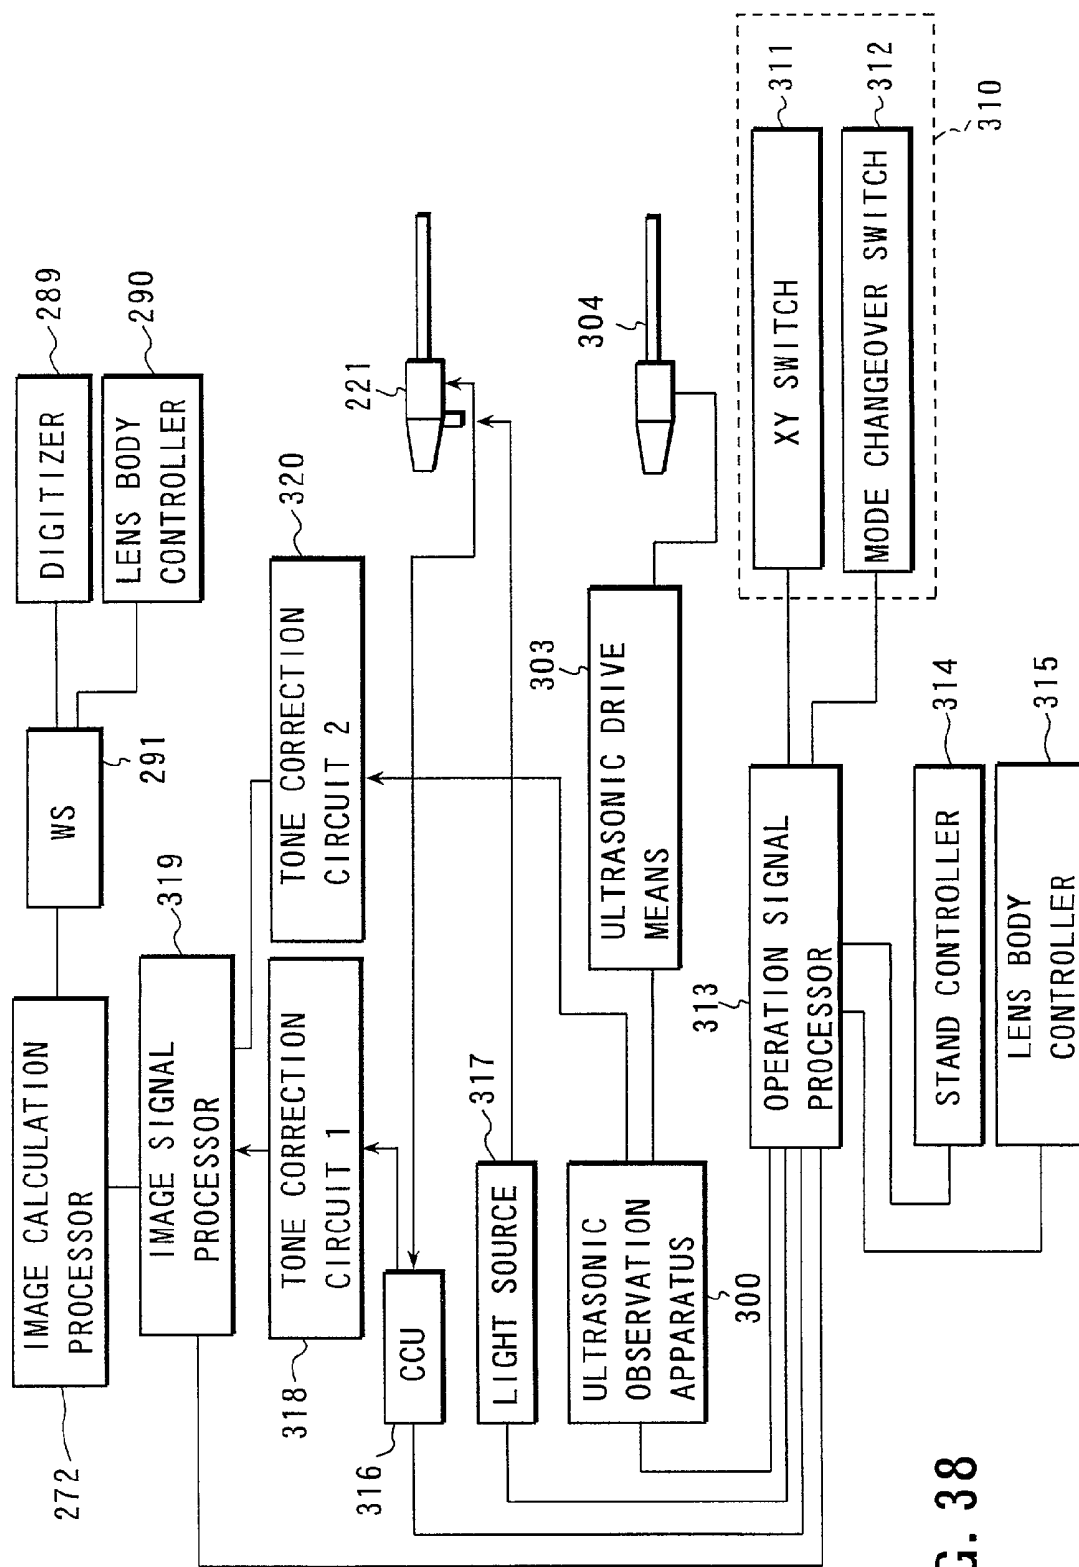 272
IMAGE CALCULATION
PROCESSOR
WS
291
DIGITIZER
289
LENS BODY
CONTROLLER
290
319
IMAGE SIGNAL
PROCESSOR
318
TONE CORRECTION
CIRCUIT 1
TONE CORRECTION
CIRCUIT 2
320
316
CCU
221
317
LIGHT SOURCE
ULTRASONIC
OBSERVATION
APPARATUS
300
303
ULTRASONIC DRIVE
MEANS
304
313
OPERATION SIGNAL
PROCESSOR
XY SWITCH
311
MODE CHANGEOVER SWITCH
312
310
STAND CONTROLLER
314
LENS BODY
CONTROLLER
315
G. 38